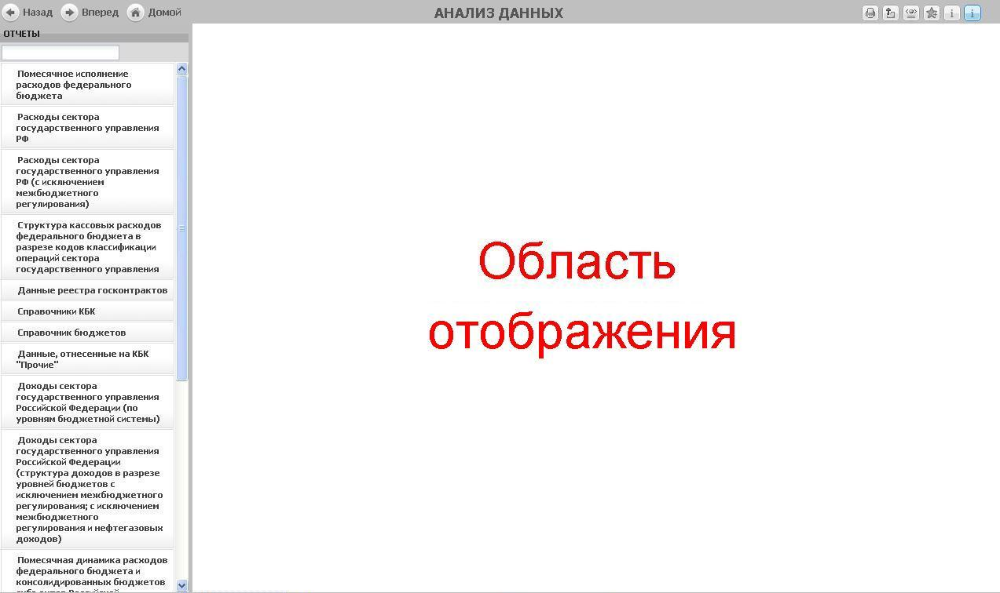 Назад Вперед Домой АНАЛИЗ ДАННЫХ
ОТЧЕТЫ
Помесячное исполнение
расходов федерального
бюджета
Расходы сектора
государственного управления
РФ
Расходы сектора
государственного управления
РФ (с исключением
межбюджетного
регулирования)
Структура кассовых расходов
федерального бюджета в
разрезе кодов классификации
операций сектора
государственного управления
Данные реестра госконтрактов
Справочники КБК
Справочник бюджетов
Данные, отнесенные на КБК
"Прочие"
Доходы сектора
государственного управления
Российской Федерации (по
уровням бюджетной системы)
Доходы сектора
государственного управления
Российской Федерации
(структура доходов в разрезе
уровней бюджетов с
исключением межбюджетного
регулирования; с исключением
межбюджетного
регулирования и нефтегазовых
доходов)
Помесячная динамика расходов
федерального бюджета и
консолидированных бюджетов
Область
отображения